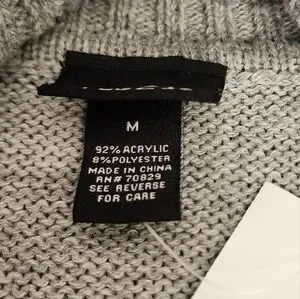 M
92% ACRYLIC
8% POLYESTER
MADE IN CHINA
RN# 70829
SEE REVERSE
FOR CARE